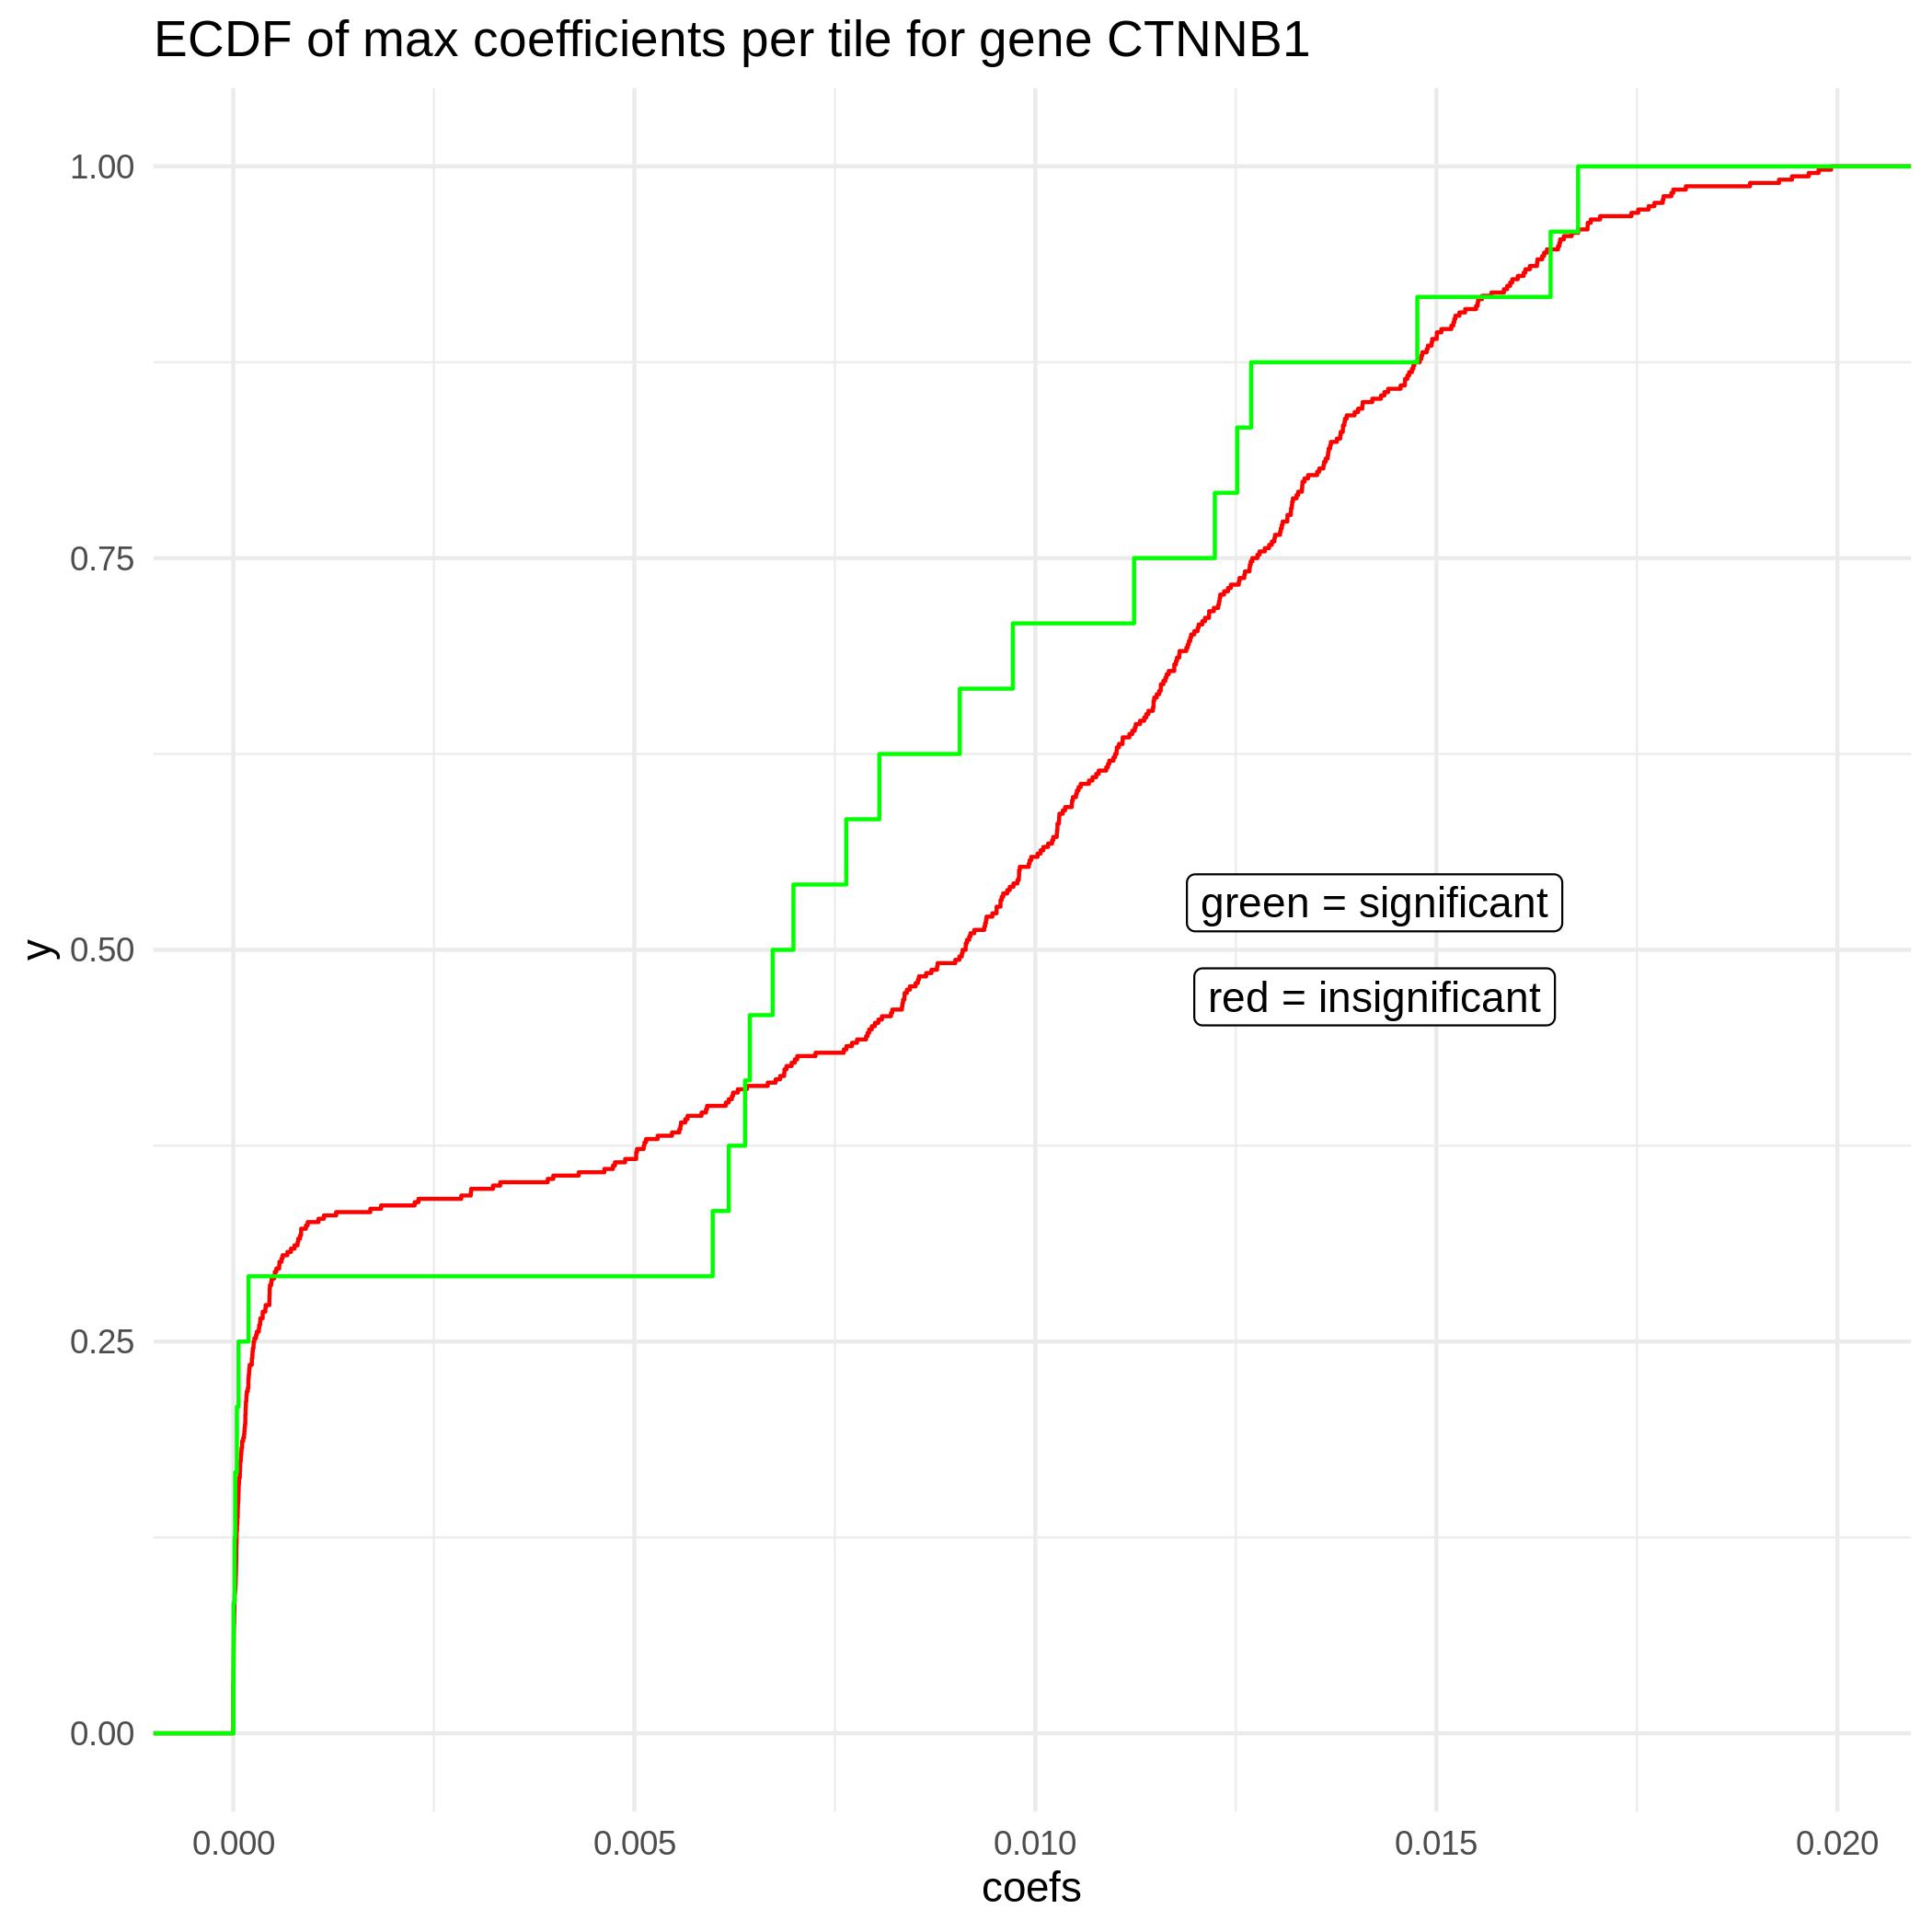 ECDF of max coefficients per tile for gene CTNNB1
1.00
0.75
0.50
0.25
0.00
y
green = significant
red = insignificant
0.000 0.005 0.010 0.015 0.020
coefs